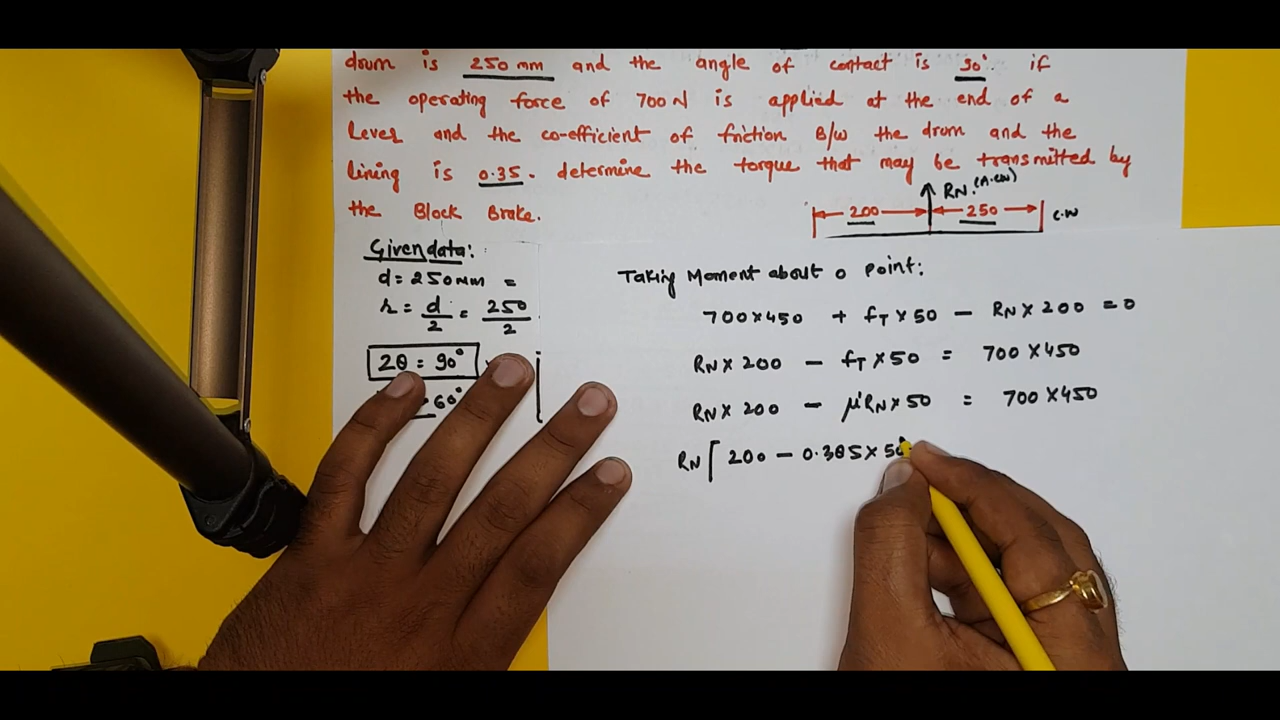 drum is 250 mm and the angle of contact is 90°. if
the operating force of 700 N is applied at the end of a
Lever and the co-efficient of friction B/w the drum and the
lining is 0.35. determine the torque that may be transmitted by
the Block Brake.
RN.(A.CW)
200 250 C.W
Given data:
d = 250 mm =
r = d/2 = 250/2
2θ = 90°
60°
Taking Moment about o point:
700×450 + fT×50 - RN×200 = 0
RN×200 - fT×50 = 700×450
RN×200 - μ'RN×50 = 700×450
RN[200 - 0.385×50